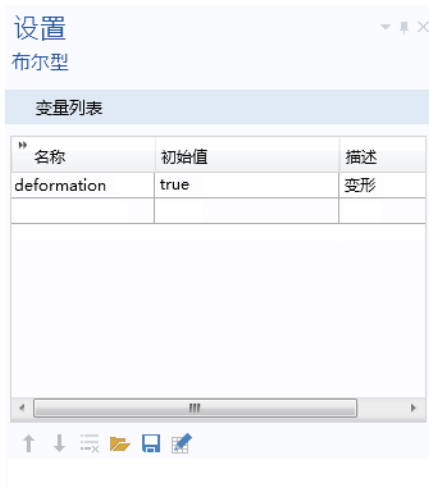 设置
布尔型
变量列表
名称 初始值 描述
deformation true 变形